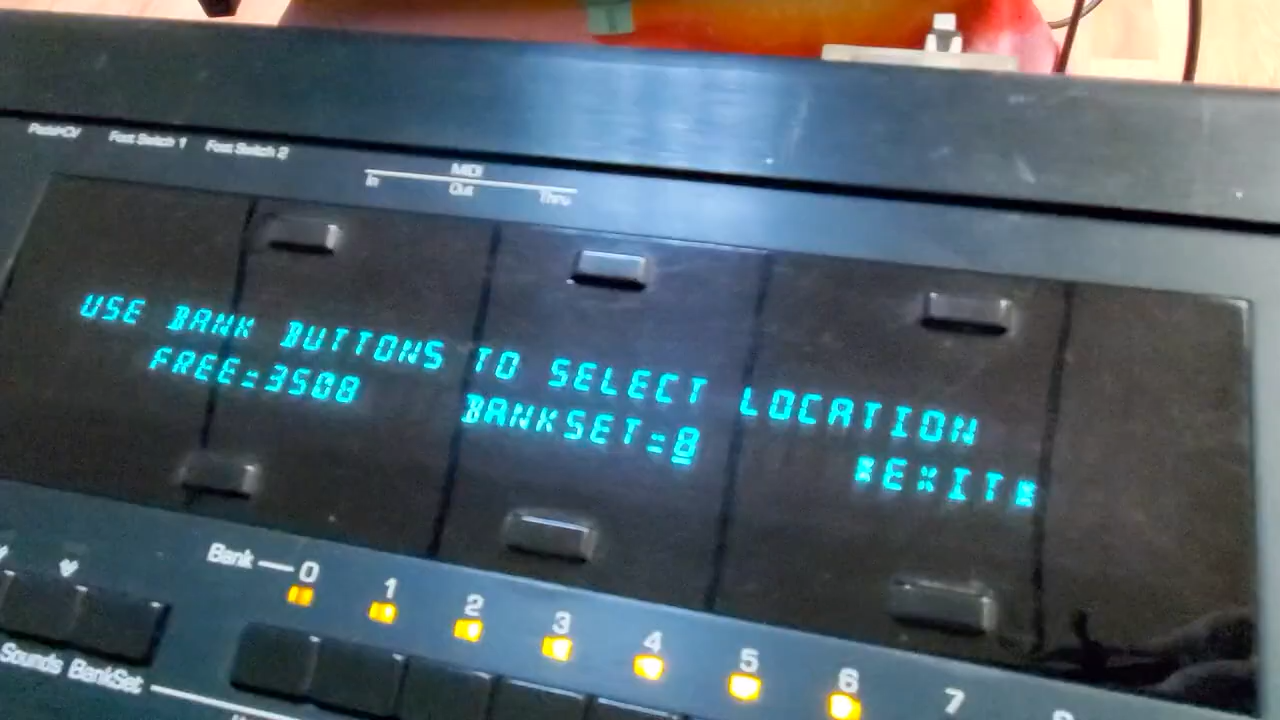 Pedal•CV Foot Switch 1 Foot Switch 2
MIDI
In Out Thru
USE BANK BUTTONS TO SELECT LOCATION
FREE=3508 BANKSET=0 *EXIT*
Bank 0 1 2 3 4 5 6 7
Sounds BankSet